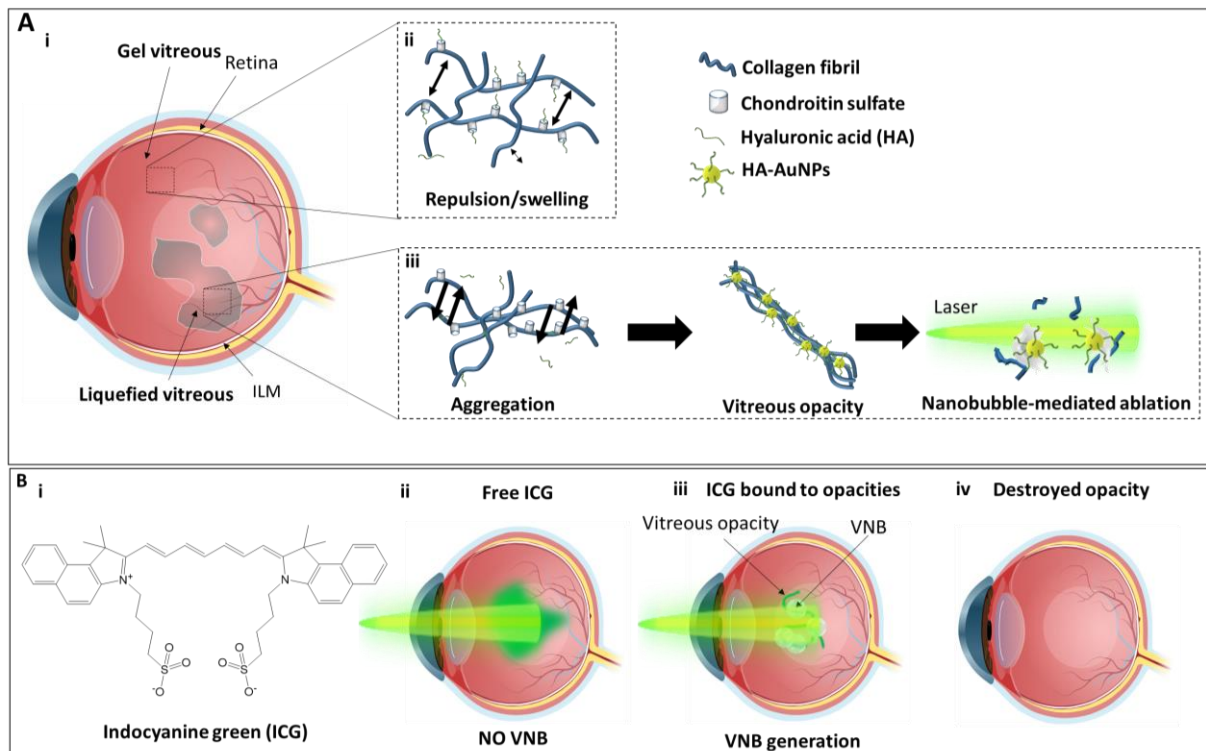 A
i
Gel vitreous
Retina
Liquefied vitreous
ILM
ii
Repulsion/swelling
Collagen fibril
Chondroitin sulfate
Hyaluronic acid (HA)
HA-AuNPs
iii
Aggregation
Vitreous opacity
Laser
Nanobubble-mediated ablation
B
i
N⁺
N
O
S
O
O
⁻O
O
S
O
O⁻
Indocyanine green (ICG)
ii
Free ICG
NO VNB
iii
ICG bound to opacities
Vitreous opacity
VNB
VNB generation
iv
Destroyed opacity